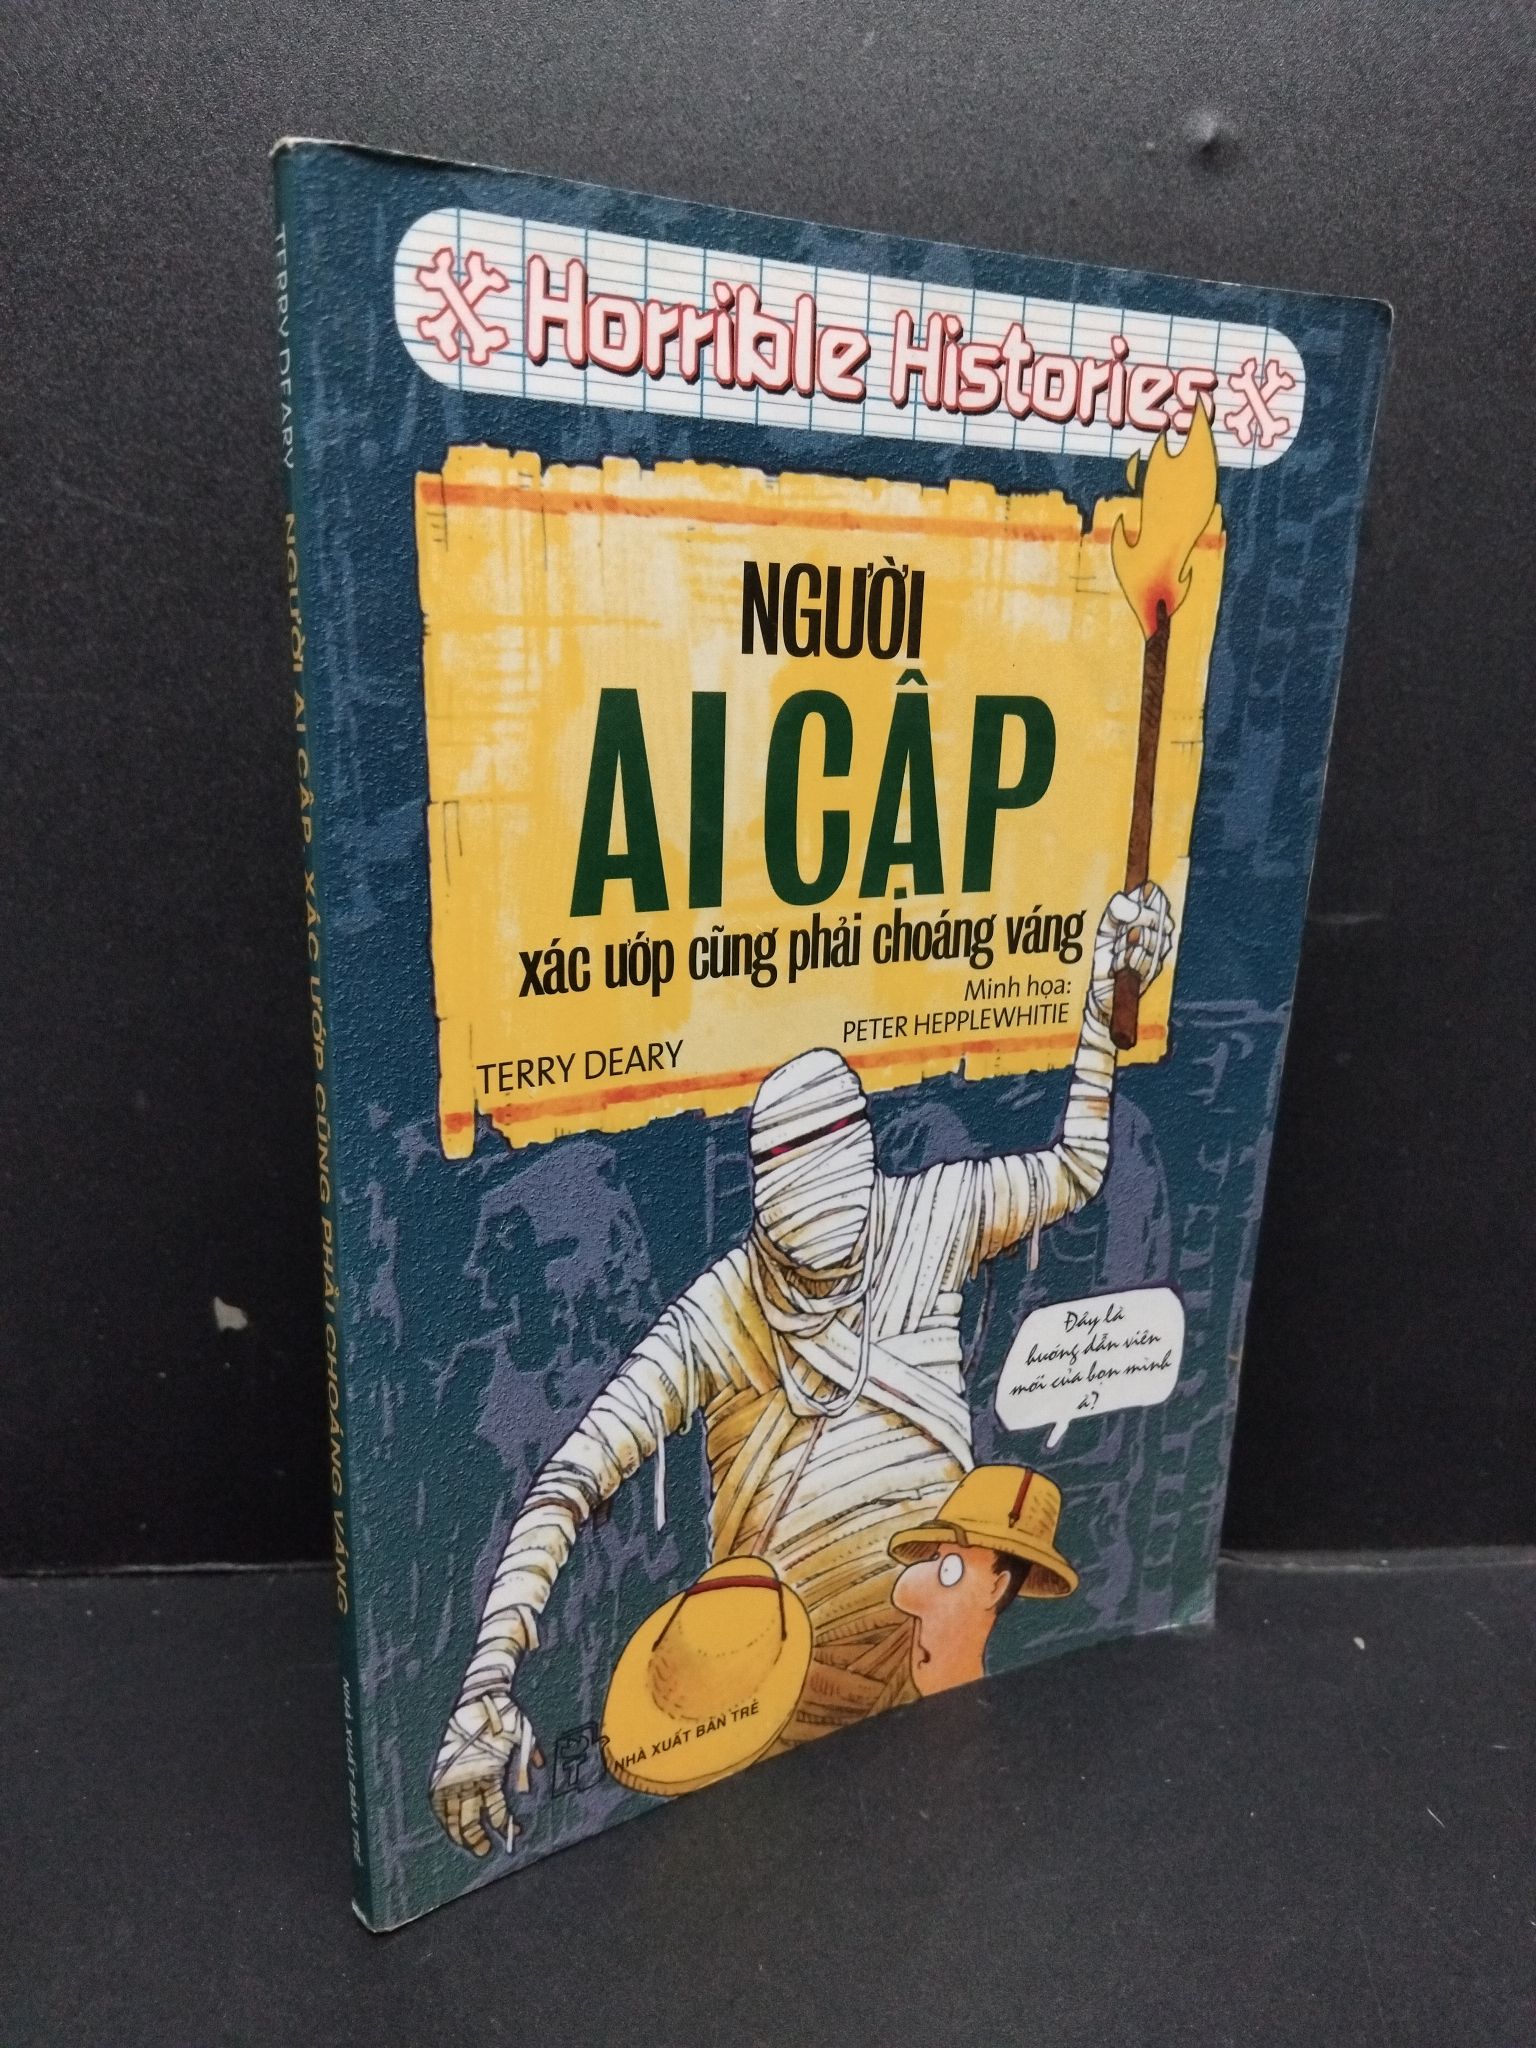 Horrible Histories
NGƯỜI
AI CẬP
xác ướp cũng phải choáng váng
Minh họa:
PETER HEPPLEWHITIE
TERRY DEARY
Đây là
hướng dẫn viên
mới của bọn mình
à?
NHÀ XUẤT BẢN TRẺ
TERRY DEARY NGƯỜI AI CẬP XÁC ƯỚP CŨNG PHẢI CHOÁNG VÁNG NHÀ XUẤT BẢN TRẺ